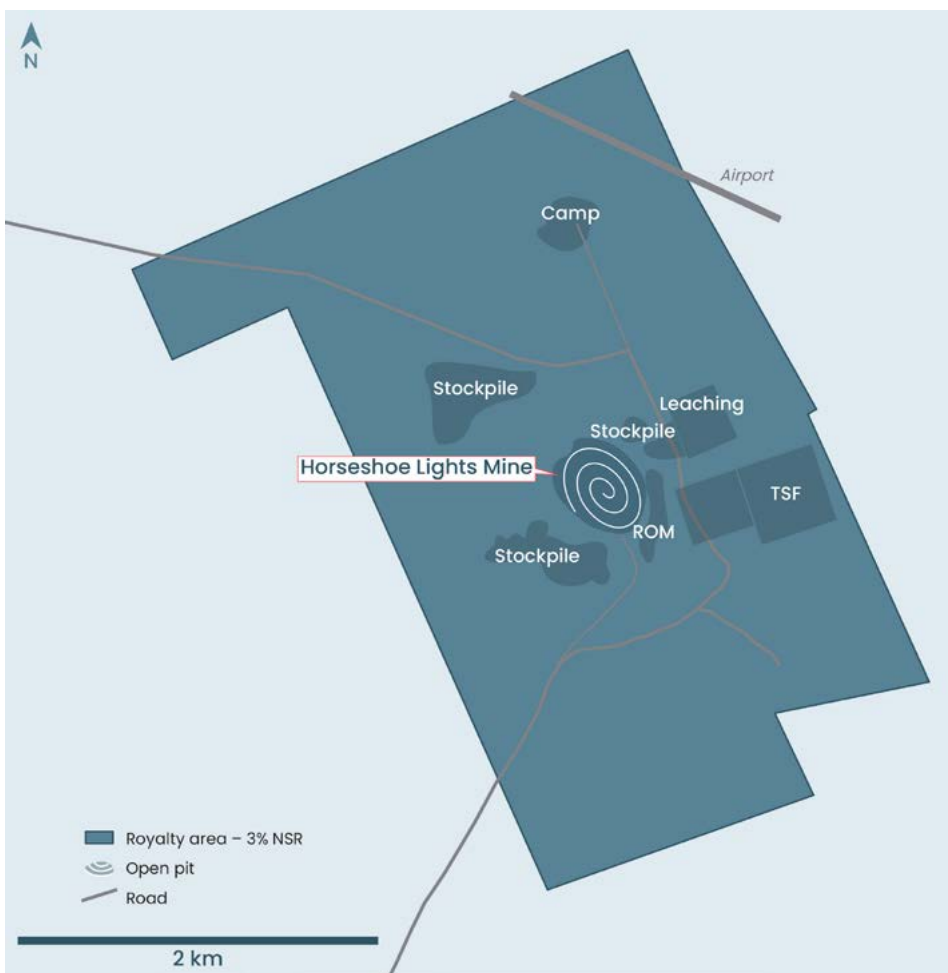 N
Airport
Camp
Stockpile
Leaching
Stockpile
Horseshoe Lights Mine
TSF
ROM
Stockpile
Royalty area – 3% NSR
Open pit
Road
2 km